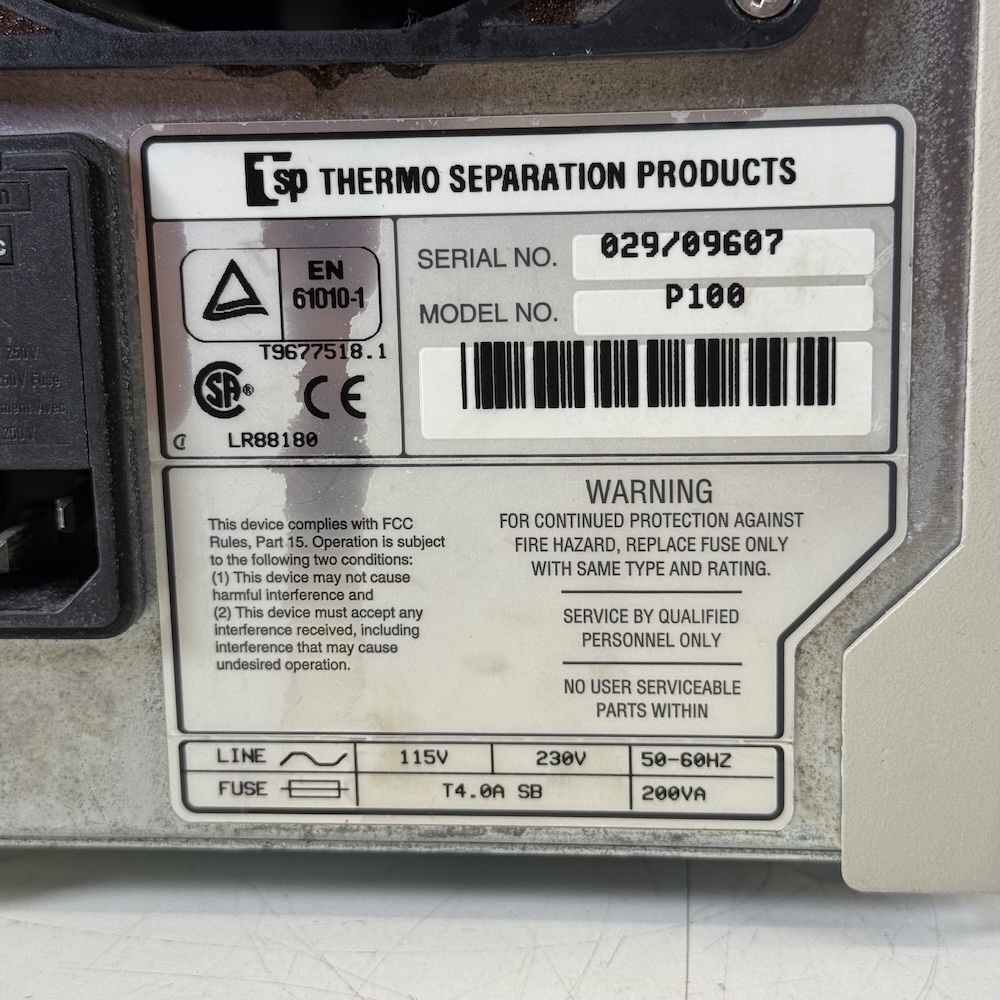 tsp THERMO SEPARATION PRODUCTS
EN
61010-1
T9677518.1
SA®
CE
LR88180
SERIAL NO. 029/09607
MODEL NO. P100
This device complies with FCC
Rules, Part 15. Operation is subject
to the following two conditions:
(1) This device may not cause
harmful interference and
(2) This device must accept any
interference received, including
interference that may cause
undesired operation.
WARNING
FOR CONTINUED PROTECTION AGAINST
FIRE HAZARD, REPLACE FUSE ONLY
WITH SAME TYPE AND RATING.
SERVICE BY QUALIFIED
PERSONNEL ONLY
NO USER SERVICEABLE
PARTS WITHIN
LINE 115V 230V 50-60HZ
FUSE T4.0A SB 200VA
250V
Fuse
250V